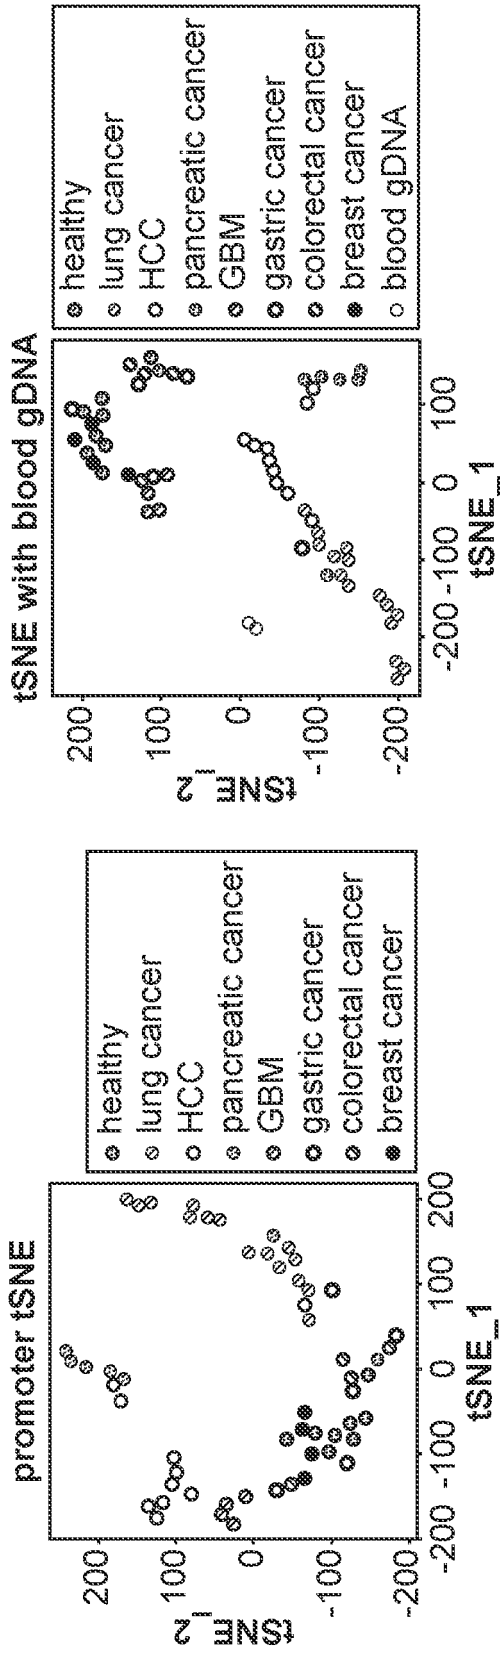 promoter tSNE
tSNE_2
200
100
0
-100
-200
-200 -100 0 100 200
tSNE_1
healthy
lung cancer
HCC
pancreatic cancer
GBM
gastric cancer
colorectal cancer
breast cancer
tSNE with blood gDNA
tSNE_2
200
100
0
-100
-200
-200 -100 0 100
tSNE_1
healthy
lung cancer
HCC
pancreatic cancer
GBM
gastric cancer
colorectal cancer
breast cancer
blood gDNA